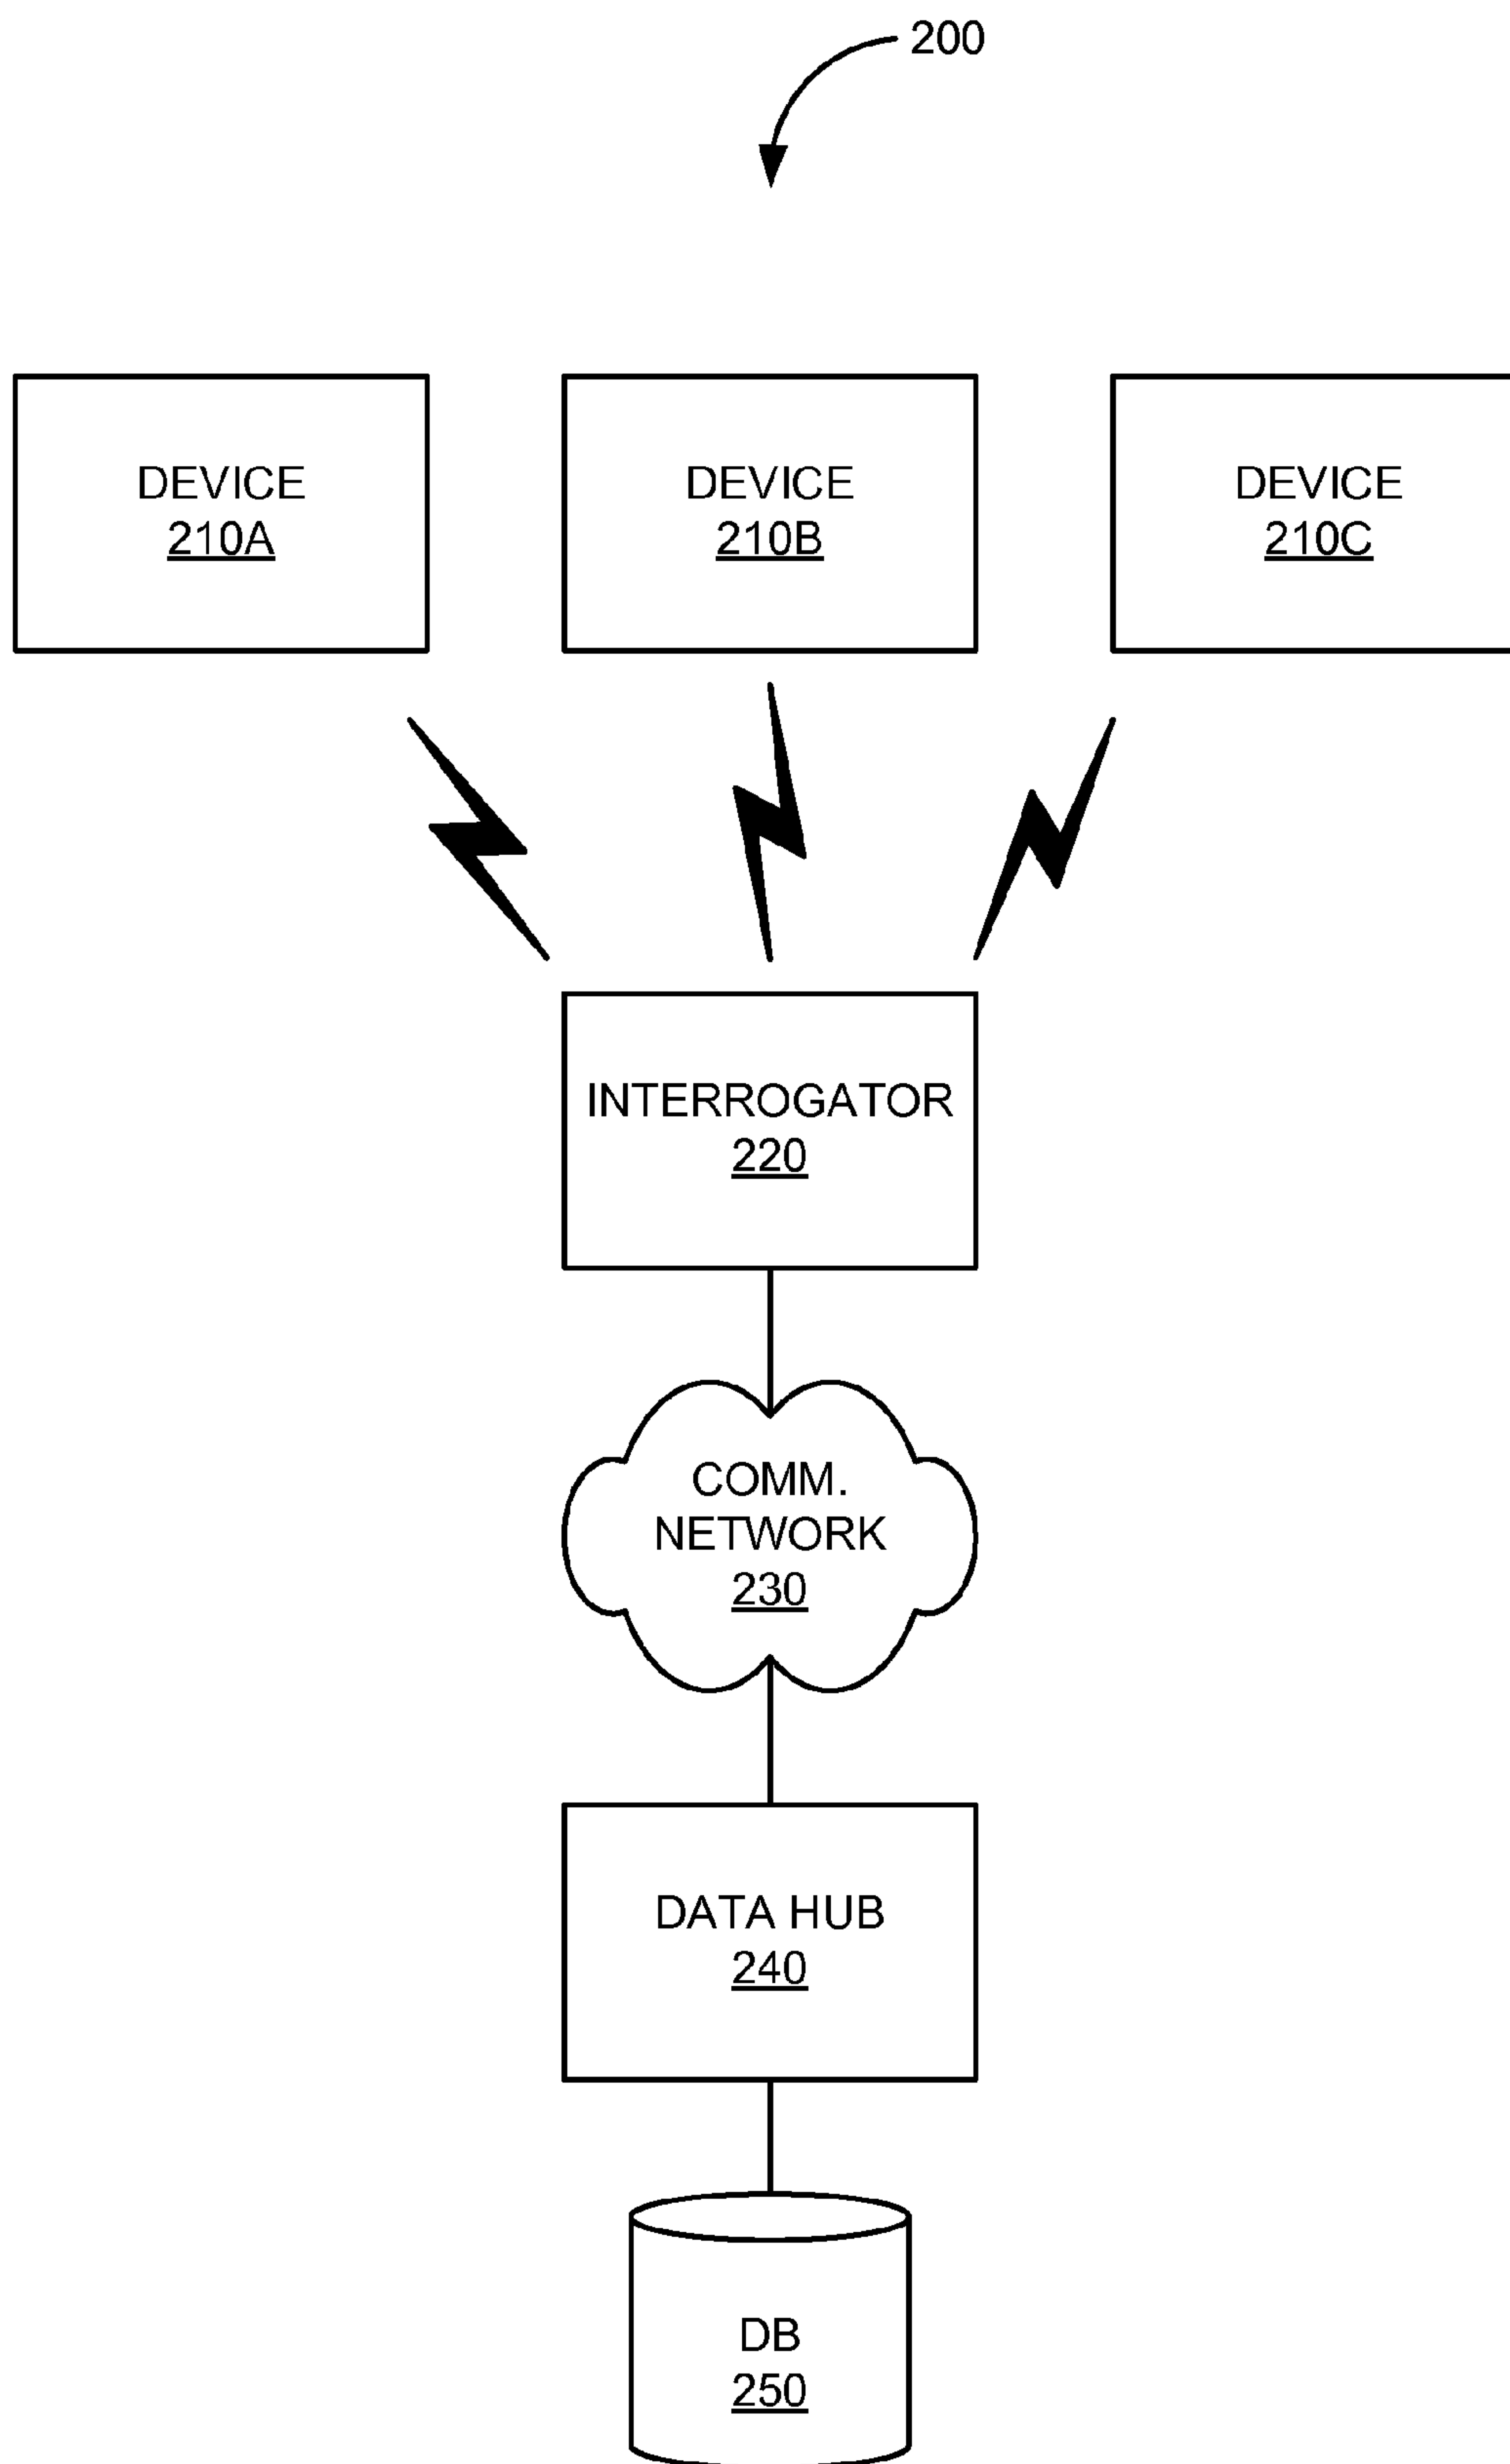 200
DEVICE
210A
DEVICE
210B
DEVICE
210C
INTERROGATOR
220
COMM.
NETWORK
230
DATA HUB
240
DB
250